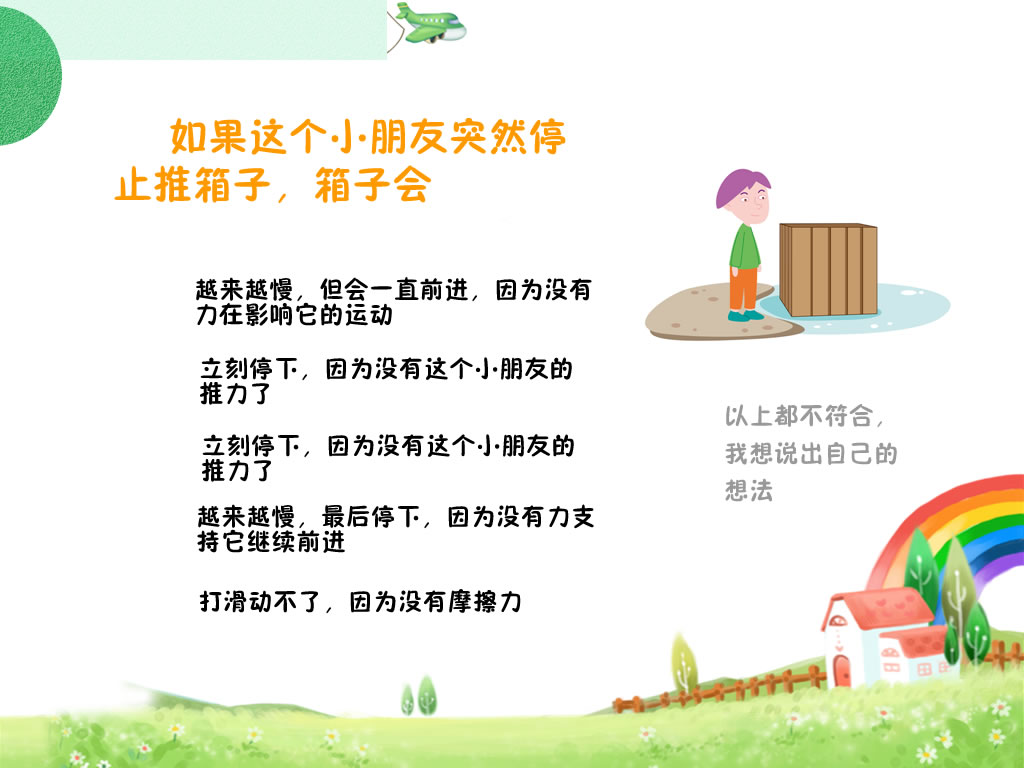 如果这个小朋友突然停
止推箱子，箱子会
越来越慢，但会一直前进，因为没有
力在影响它的运动
立刻停下，因为没有这个小朋友的
推力了
立刻停下，因为没有这个小朋友的
推力了
越来越慢，最后停下，因为没有力支
持它继续前进
打滑动不了，因为没有摩擦力
以上都不符合，
我想说出自己的
想法